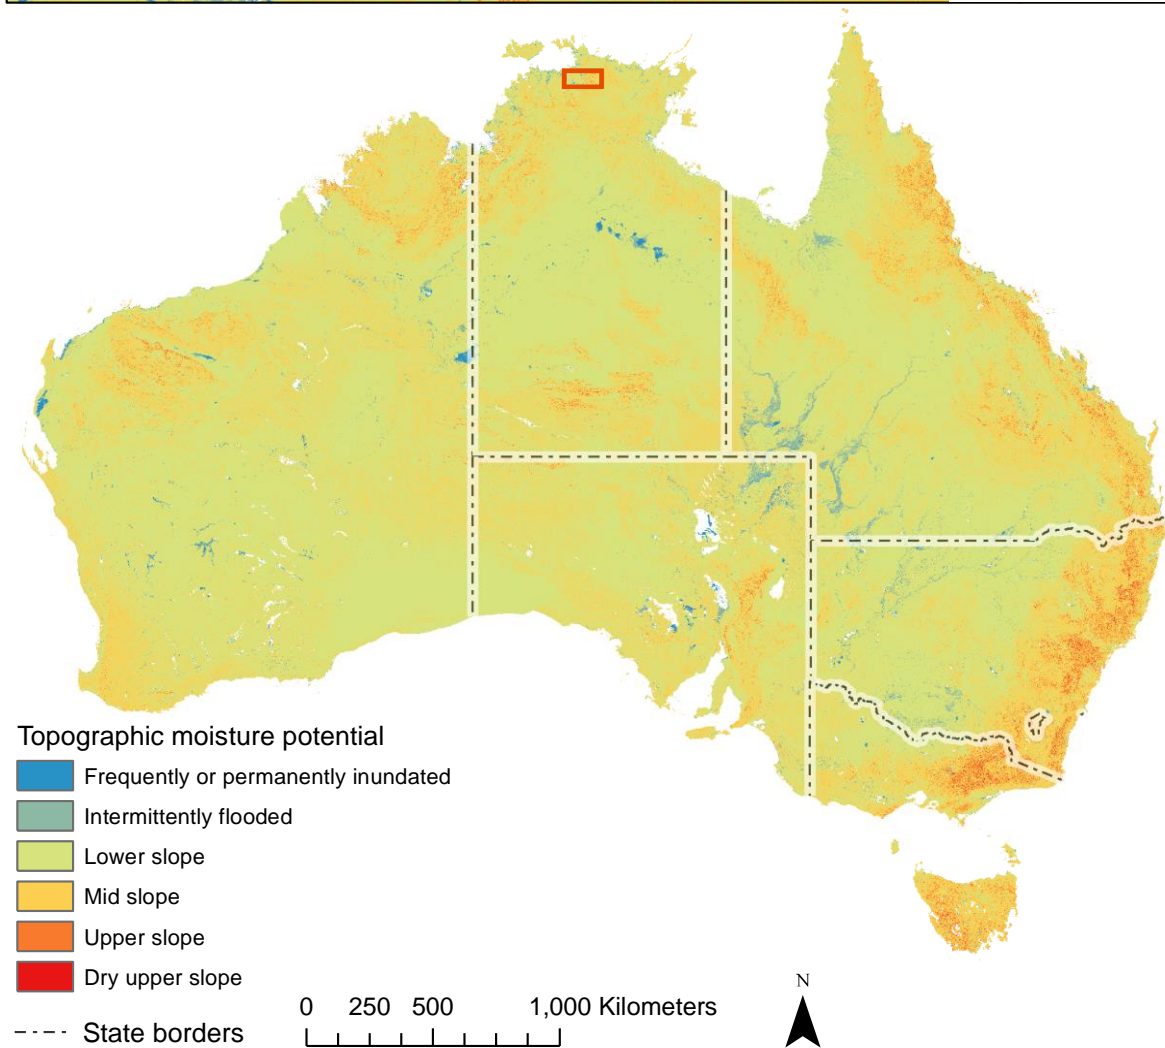 Topographic moisture potential
Frequently or permanently inundated
Intermittently flooded
Lower slope
Mid slope
Upper slope
Dry upper slope
State borders
0 250 500 1,000 Kilometers
N